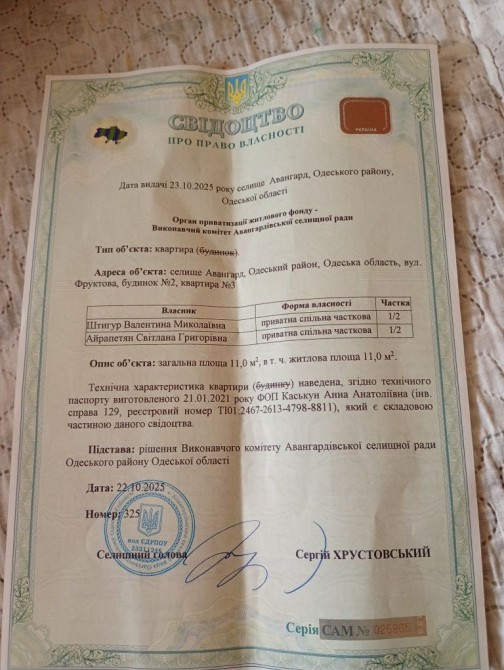 СВІДОЦТВО
ПРО ПРАВО ВЛАСНОСТІ
УКРАЇНА
Дата видачі 23.10.2025 року селище Авангард, Одеського району,
Одеської області
Орган приватизації житлового фонду -
Виконавчий комітет Авангардівської селищної ради
Тип об'єкта: квартира (будинок).
Адреса об'єкта: селище Авангард, Одеський район, Одеська область, вул.
Фруктова, будинок №2, квартира №3
Власник Форма власності Частка
Штигур Валентина Миколаївна приватна спільна часткова 1/2
Айрапетян Світлана Григорівна приватна спільна часткова 1/2
Опис об'єкта: загальна площа 11,0 м², в т. ч. житлова площа 11,0 м².
Технічна характеристика квартири (будинку) наведена, згідно технічного
паспорту виготовленого 21.01.2021 року ФОП Каськун Анна Анатоліївна (інв.
справа 129, реєстровий номер ТІ01:2467-2613-4798-8811), який є складовою
частиною даного свідоцтва.
Підстава: рішення Виконавчого комітету Авангардівської селищної ради
Одеського району Одеської області
Дата: 22.10.2025
Номер: 325
код ЄДРПОУ
Селищний голова Сергій ХРУСТОВСЬКИЙ
Серія САМ №